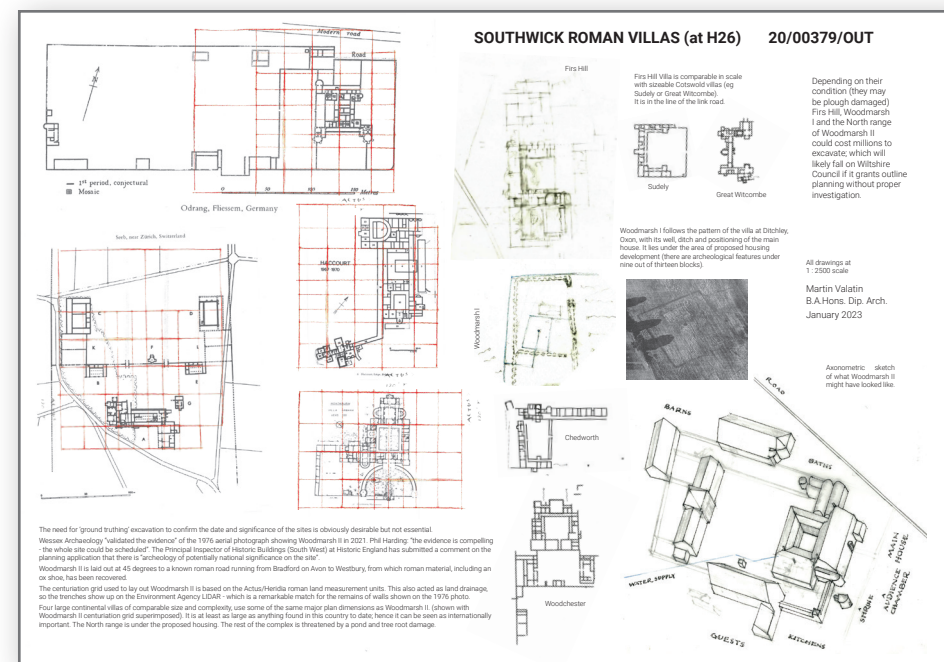 SOUTHWICK ROMAN VILLAS (at H26) 20/00379/OUT
Modern road
Road
1st period, conjectural
Mosaic
0 50 100 150 Metres
Odrang, Fliessem, Germany
Seeb, near Zürich, Switzerland
C
D
F
B
E
G
A
HACCOURT
Firs Hill
Firs Hill Villa is comparable in scale
with sizeable Cotswold villas (eg
Sudely or Great Witcombe).
It is in the line of the link road.
Sudely
Great Witcombe
Depending on their
condition (they may
be plough damaged)
Firs Hill, Woodmarsh
I and the North range
of Woodmarsh II
could cost millions to
excavate; which will
likely fall on Wiltshire
Council if it grants outline
planning without proper
investigation.
Woodmarsh I follows the pattern of the villa at Ditchley,
Oxon, with its well, ditch and positioning of the main
house. It lies under the area of proposed housing
development (there are archeological features under
nine out of thirteen blocks).
Woodmarsh I
All drawings at
1 : 2500 scale
Martin Valatin
B.A.Hons. Dip. Arch.
January 2023
Axonometric sketch
of what Woodmarsh II
might have looked like.
Chedworth
Woodchester
ROAD
BARNS
BATHS
WATER SUPPLY
MAIN
AUDIENCE HOUSE
CHAMBER
SHRINE
KITCHENS
GUESTS
The need for 'ground truthing' excavation to confirm the date and significance of the sites is obviously desirable but not essential.
Wessex Archaeology "validated the evidence" of the 1976 aerial photograph showing Woodmarsh II in 2021. Phil Harding: "the evidence is compelling
- the whole site could be scheduled". The Principal Inspector of Historic Buildings (South West) at Historic England has submitted a comment on the
planning application that there is "archeology of potentially national significance on the site".
Woodmarsh II is laid out at 45 degrees to a known roman road running from Bradford on Avon to Westbury, from which roman material, including an
ox shoe, has been recovered.
The centuriation grid used to lay out Woodmarsh II is based on the Actus/Heridia roman land measurement units. This also acted as land drainage,
so the trenches show up on the Environment Agency LIDAR - which is a remarkable match for the remains of walls shown on the 1976 photo.
Four large continental villas of comparable size and complexity, use some of the same major plan dimensions as Woodmarsh II. (shown with
Woodmarsh II centuriation grid superimposed). It is at least as large as anything found in this country to date; hence it can be seen as internationally
important. The North range is under the proposed housing. The rest of the complex is threatened by a pond and tree root damage.